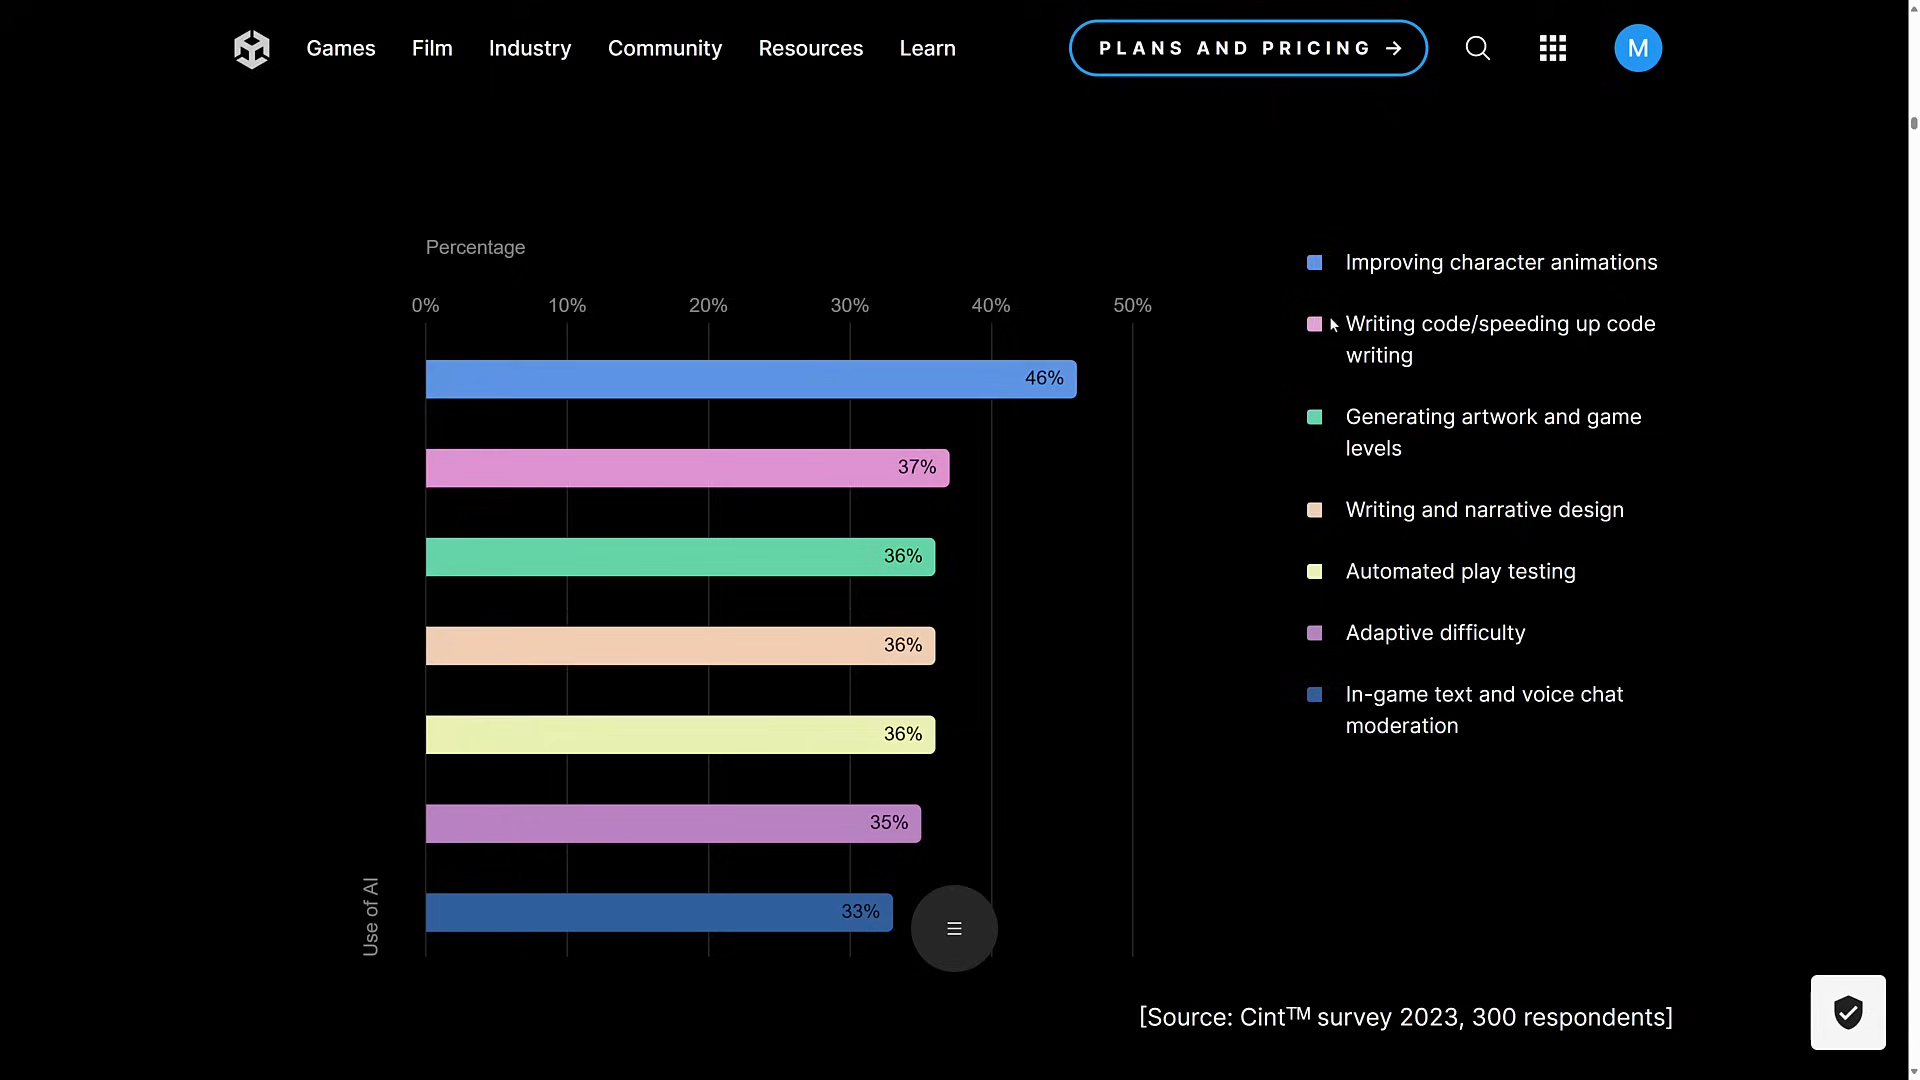 Games Film Industry Community Resources Learn PLANS AND PRICING → M
Percentage
0% 10% 20% 30% 40% 50%
46%
37%
36%
36%
36%
35%
33%
Use of AI
Improving character animations
Writing code/speeding up code
writing
Generating artwork and game
levels
Writing and narrative design
Automated play testing
Adaptive difficulty
In-game text and voice chat
moderation
[Source: Cint™ survey 2023, 300 respondents]